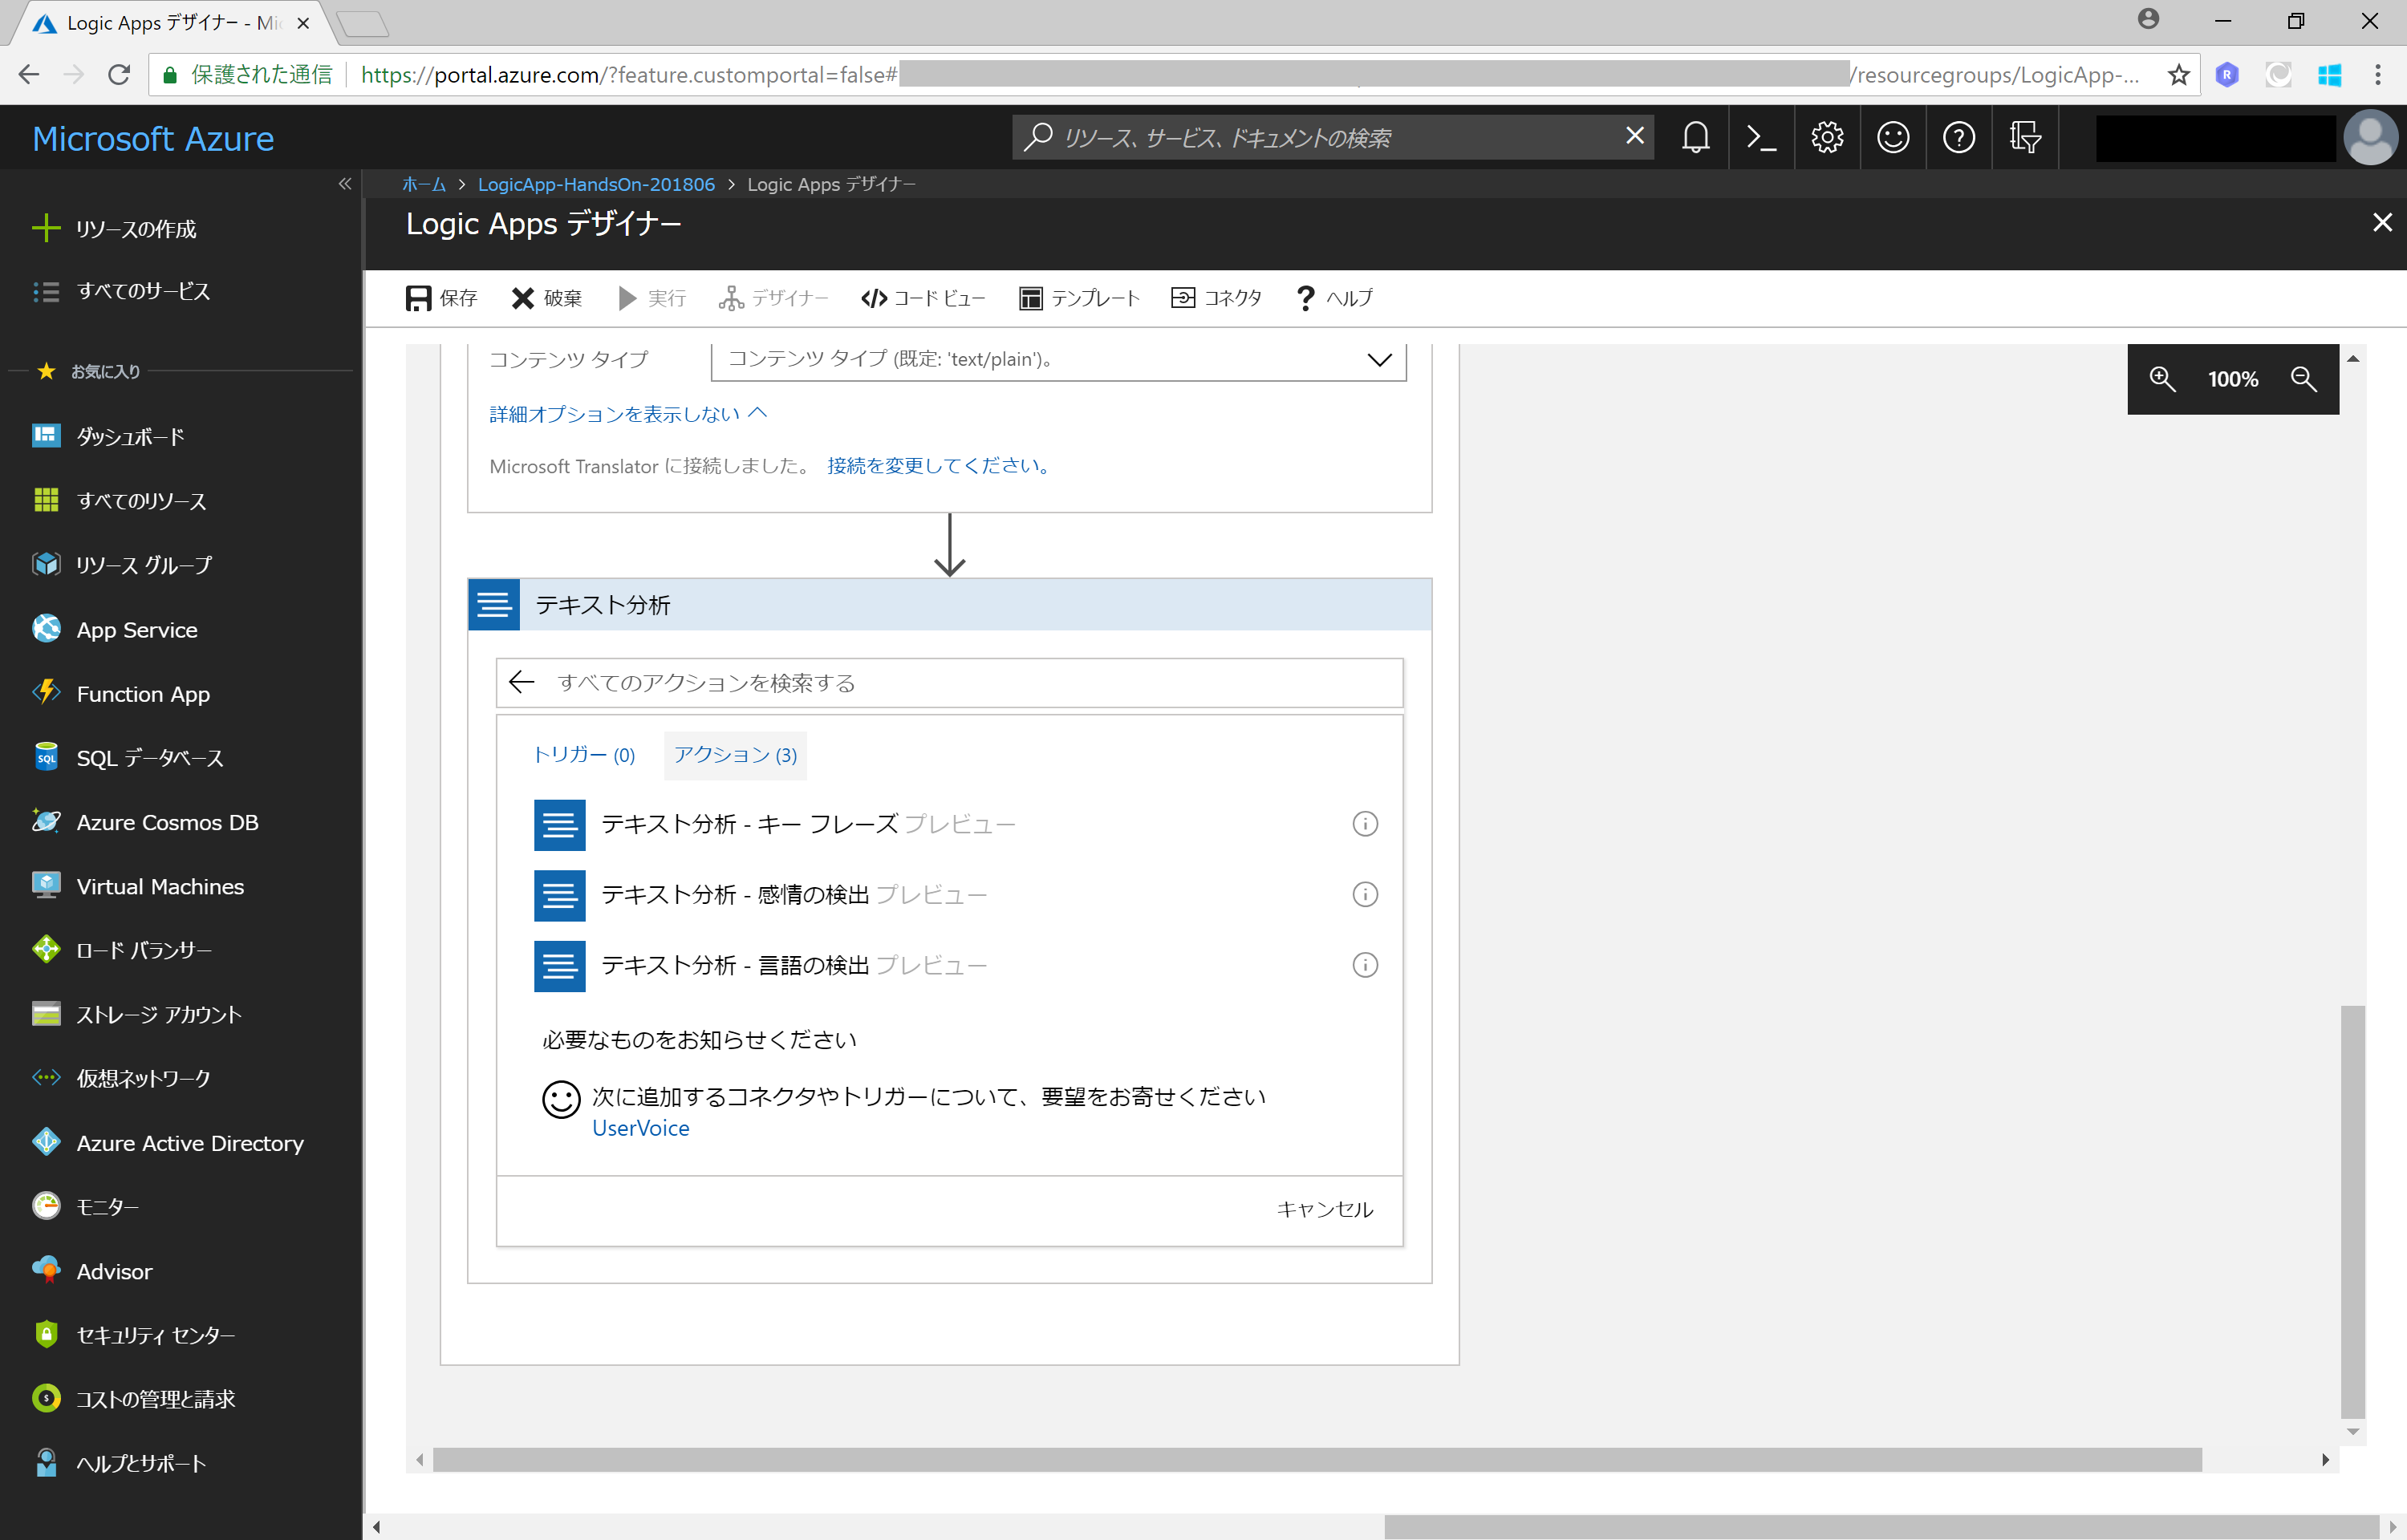 Logic Apps デザイナー - Mic
保護された通信
https://portal.azure.com/?feature.customportal=false#
/resourcegroups/LogicApp-...
R
Microsoft Azure
リソース、サービス、ドキュメントの検索
リソースの作成
すべてのサービス
お気に入り
ダッシュボード
すべてのリソース
リソース グループ
App Service
Function App
SQL
SQL データベース
Azure Cosmos DB
Virtual Machines
ロード バランサー
ストレージ アカウント
仮想ネットワーク
Azure Active Directory
モニター
Advisor
セキュリティ センター
コストの管理と請求
ヘルプとサポート
ホーム > LogicApp-HandsOn-201806 > Logic Apps デザイナー
Logic Apps デザイナー
保存 破棄 実行 デザイナー コード ビュー テンプレート コネクタ ヘルプ
コンテンツ タイプ
コンテンツ タイプ (既定: 'text/plain')。
100%
詳細オプションを表示しない
Microsoft Translator に接続しました。 接続を変更してください。
テキスト分析
すべてのアクションを検索する
トリガー (0)
アクション (3)
テキスト分析 - キー フレーズ プレビュー
テキスト分析 - 感情の検出 プレビュー
テキスト分析 - 言語の検出 プレビュー
必要なものをお知らせください
次に追加するコネクタやトリガーについて、要望をお寄せください
UserVoice
キャンセル